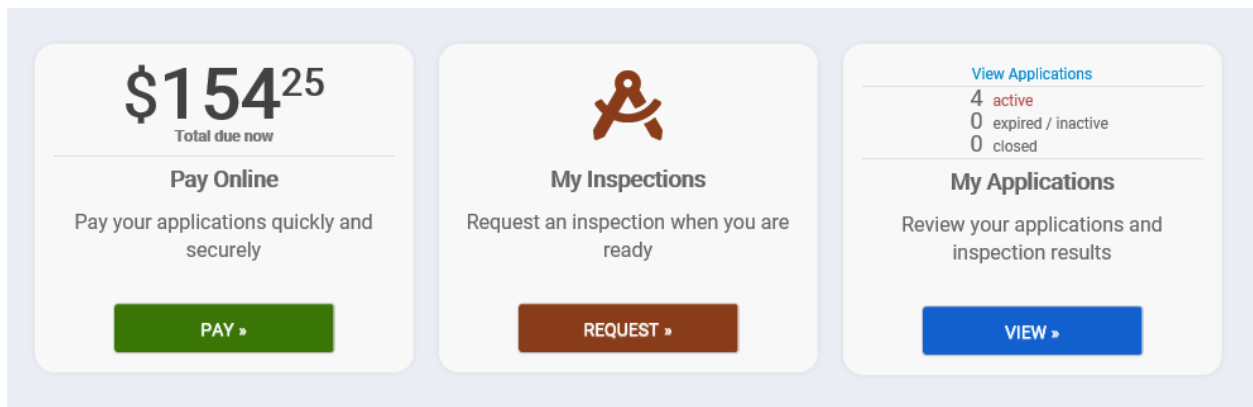 $15425
Total due now
Pay Online
Pay your applications quickly and
securely
PAY »
My Inspections
Request an inspection when you are
ready
REQUEST »
View Applications
4 active
0 expired / inactive
0 closed
My Applications
Review your applications and
inspection results
VIEW »